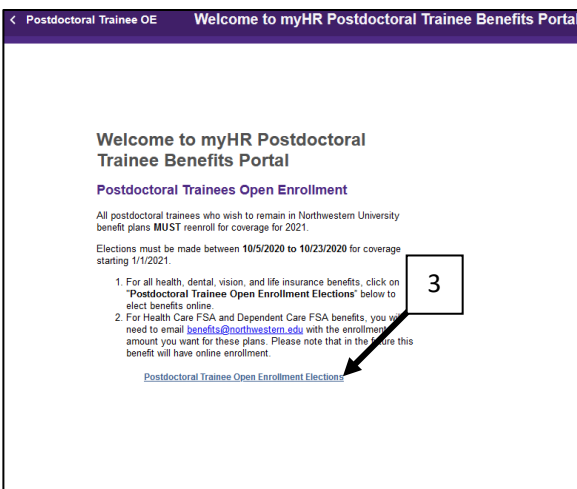 < Postdoctoral Trainee OE Welcome to myHR Postdoctoral Trainee Benefits Portal
Welcome to myHR Postdoctoral
Trainee Benefits Portal
Postdoctoral Trainees Open Enrollment
All postdoctoral trainees who wish to remain in Northwestern University
benefit plans MUST reenroll for coverage for 2021.
Elections must be made between 10/5/2020 to 10/23/2020 for coverage
starting 1/1/2021.
1. For all health, dental, vision, and life insurance benefits, click on
"Postdoctoral Trainee Open Enrollment Elections" below to
elect benefits online.
2. For Health Care FSA and Dependent Care FSA benefits, you will
need to email benefits@northwestern.edu with the enrollment
amount you want for these plans. Please note that in the future this
benefit will have online enrollment.
3
Postdoctoral Trainee Open Enrollment Elections